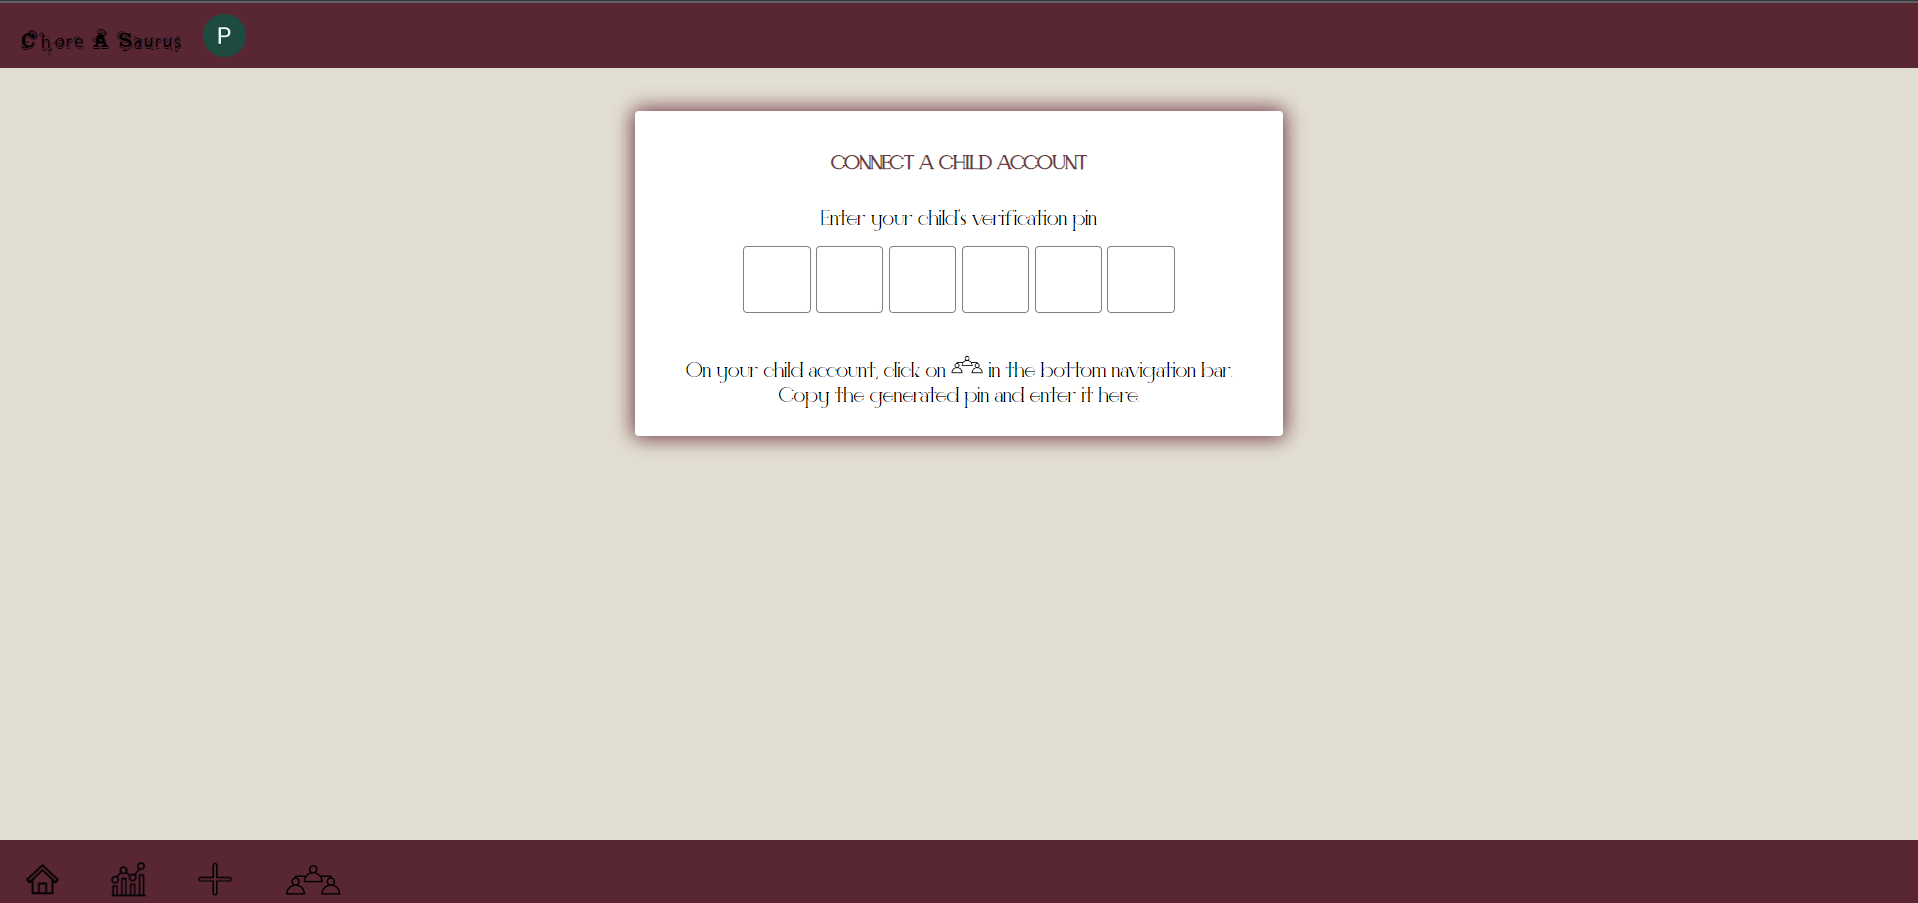 Chore A Saurus
P
CONNECT A CHILD ACCOUNT
Enter your child's verification pin
On your child account, click on in the bottom navigation bar.
Copy the generated pin and enter it here.